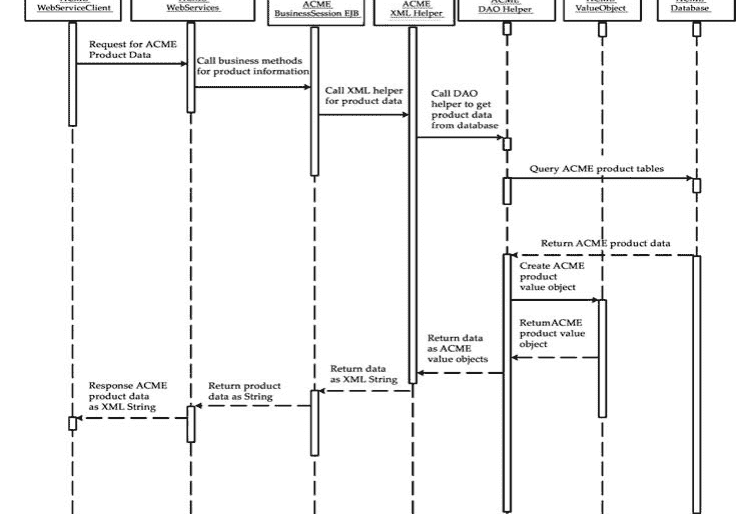 WebServiceClient
WebServices
ACME
BusinessSession EJB
ACME
XML Helper
ACME
DAO Helper
ACME
ValueObject
Database
Request for ACME
Product Data
Call business methods
for product information
Call XML helper
for product data
Call DAO
helper to get
product data
from database
Query ACME product tables
Return ACME product data
Create ACME
product
value object
RetumACME
product value
object
Return data
as ACME
value objects
Return data
as XML String
Return product
data as String
Response ACME
product data
as XML String